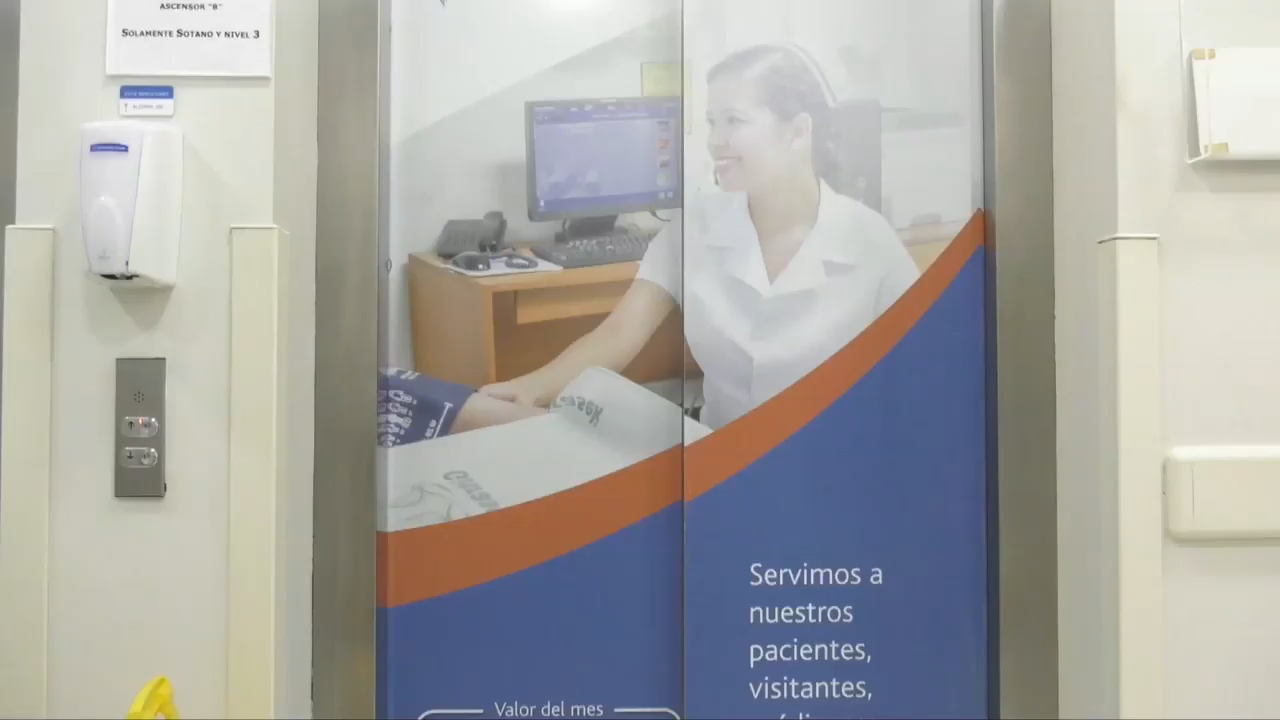 ASCENSOR "B"
SOLAMENTE SOTANO Y NIVEL 3
Servimos a
nuestros
pacientes,
visitantes,
Valor del mes